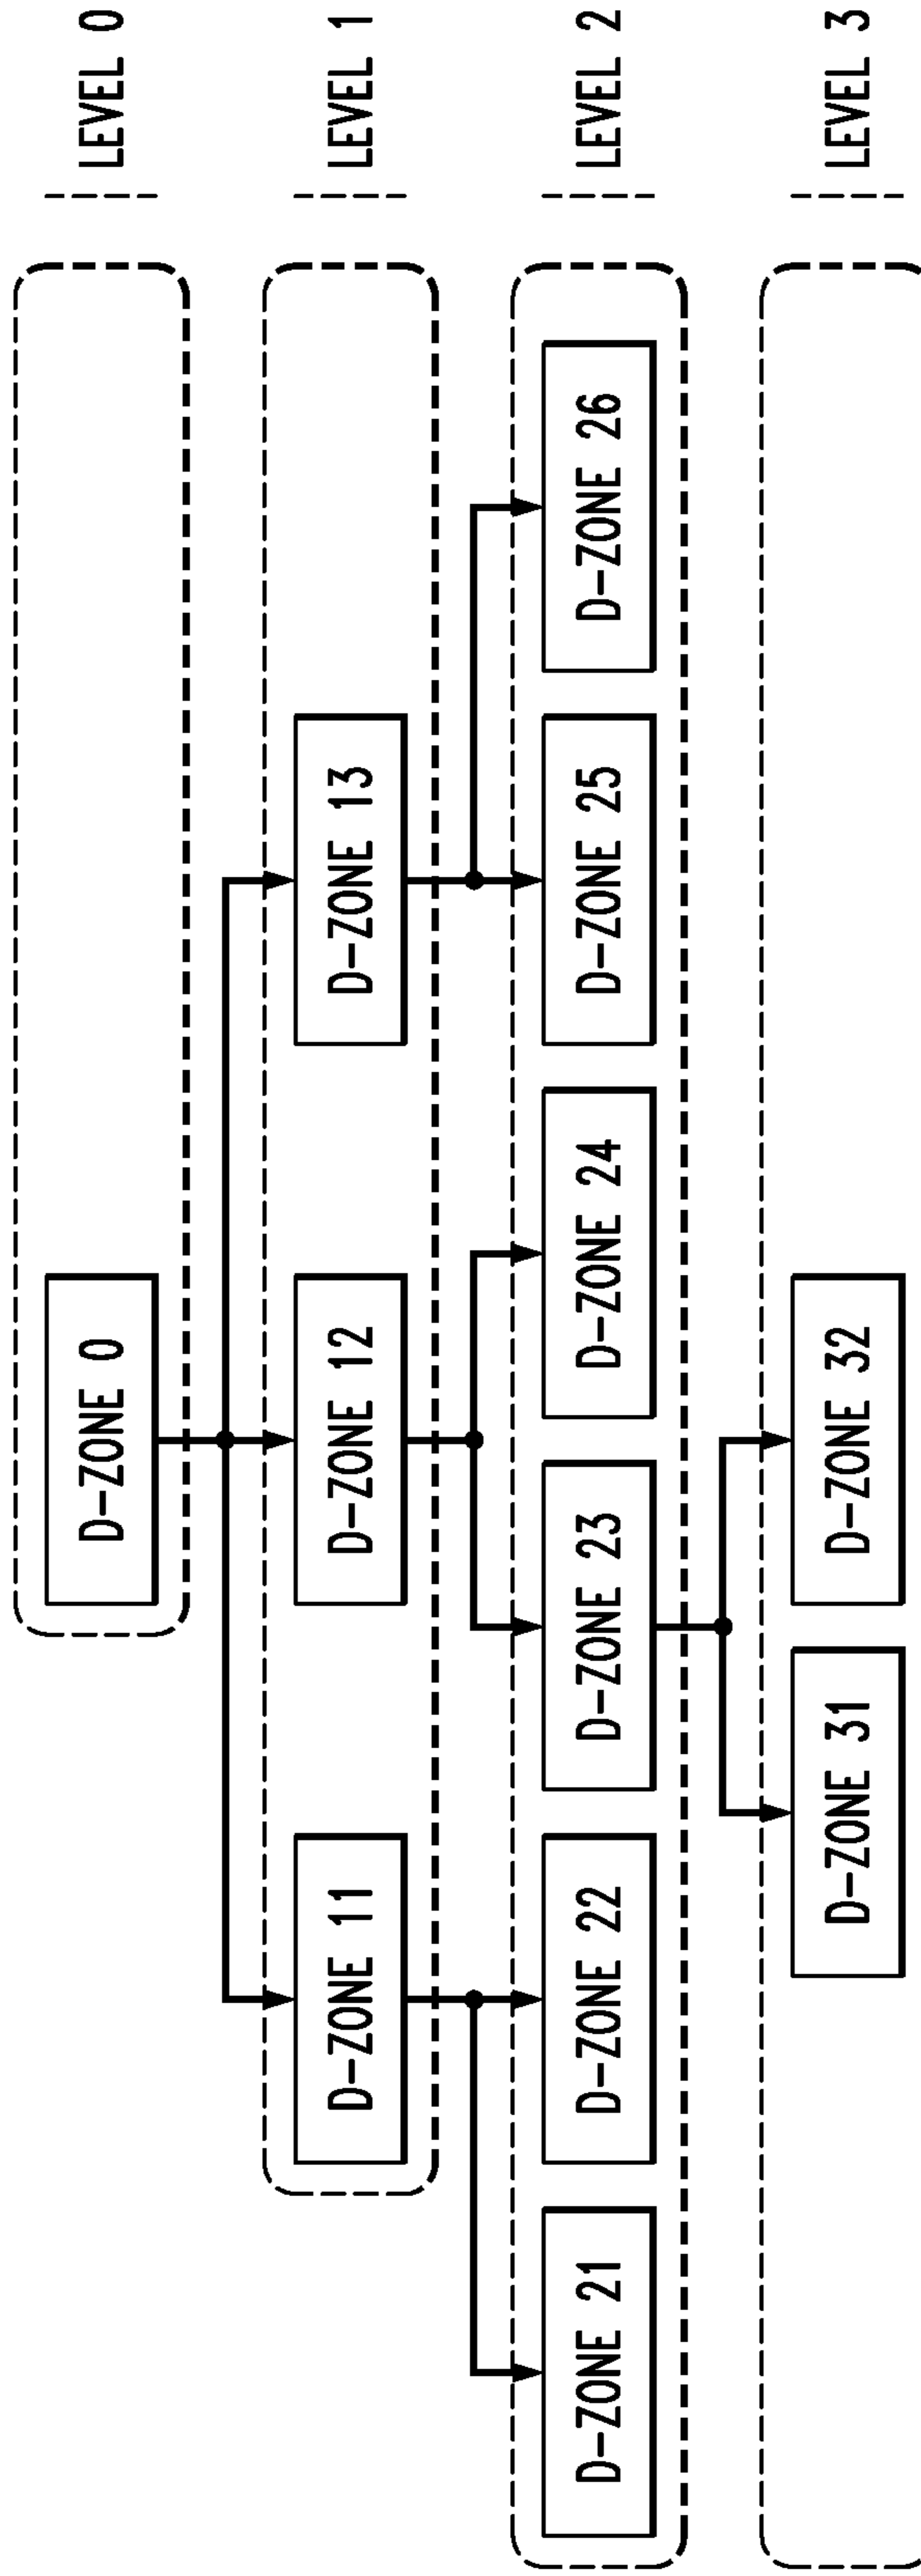 D-ZONE 0
LEVEL 0
D-ZONE 11
D-ZONE 12
D-ZONE 13
LEVEL 1
D-ZONE 21
D-ZONE 22
D-ZONE 23
D-ZONE 24
D-ZONE 25
D-ZONE 26
LEVEL 2
D-ZONE 31
D-ZONE 32
LEVEL 3